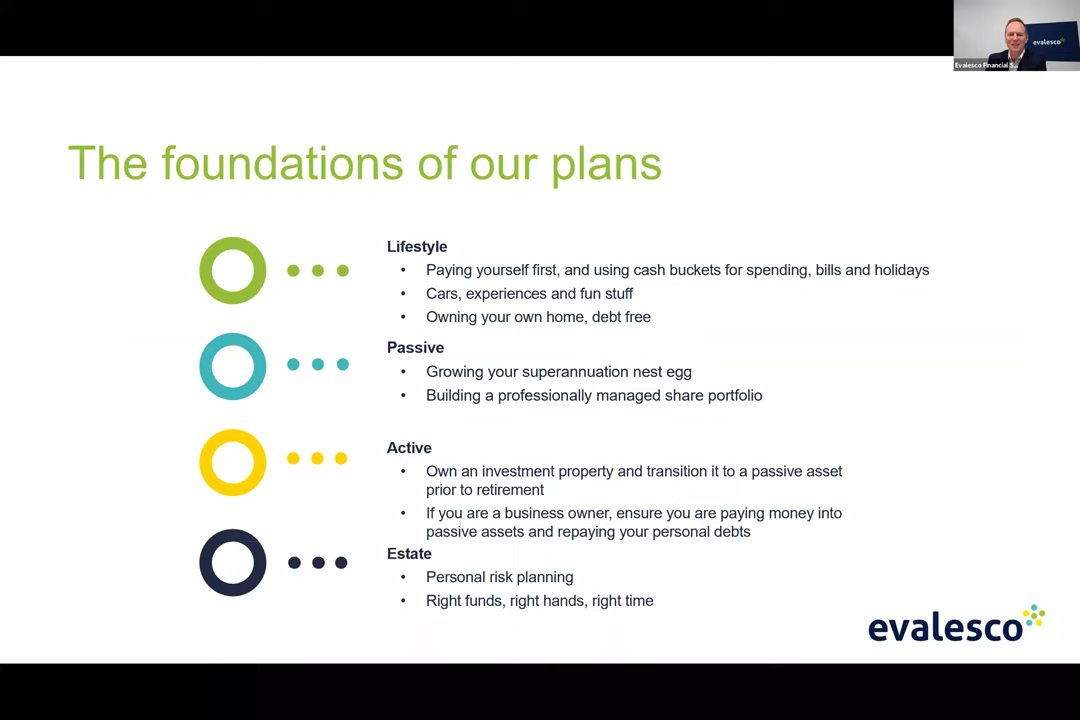 evalesco
Evalesco Financial S...
The foundations of our plans
Lifestyle
• Paying yourself first, and using cash buckets for spending, bills and holidays
• Cars, experiences and fun stuff
• Owning your own home, debt free
Passive
• Growing your superannuation nest egg
• Building a professionally managed share portfolio
Active
• Own an investment property and transition it to a passive asset
prior to retirement
• If you are a business owner, ensure you are paying money into
passive assets and repaying your personal debts
Estate
• Personal risk planning
• Right funds, right hands, right time
evalesco